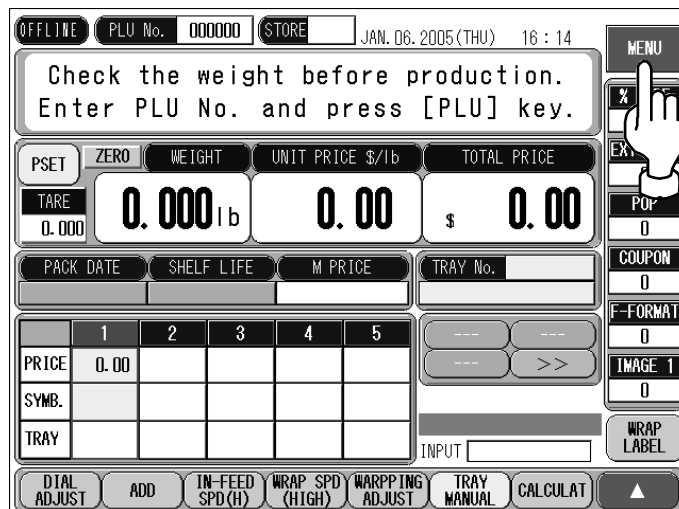 OFFLINE PLU No. 000000 STORE JAN. 06. 2005(THU) 16 : 14
MENU
Check the weight before production.
Enter PLU No. and press [PLU] key.
PSET ZERO WEIGHT UNIT PRICE $/lb TOTAL PRICE
TARE
0.000
0.000 lb 0.00 $ 0.00
POP
0
PACK DATE SHELF LIFE M PRICE TRAY No.
COUPON
0
F-FORMAT
0
IMAGE 1
0
1 2 3 4 5
PRICE 0.00
SYMB.
TRAY
--- ---
--- >>
INPUT
WRAP
LABEL
DIAL
ADJUST
ADD
IN-FEED
SPD(H)
WRAP SPD
(HIGH)
WARPPING
ADJUST
TRAY
MANUAL
CALCULAT
▲